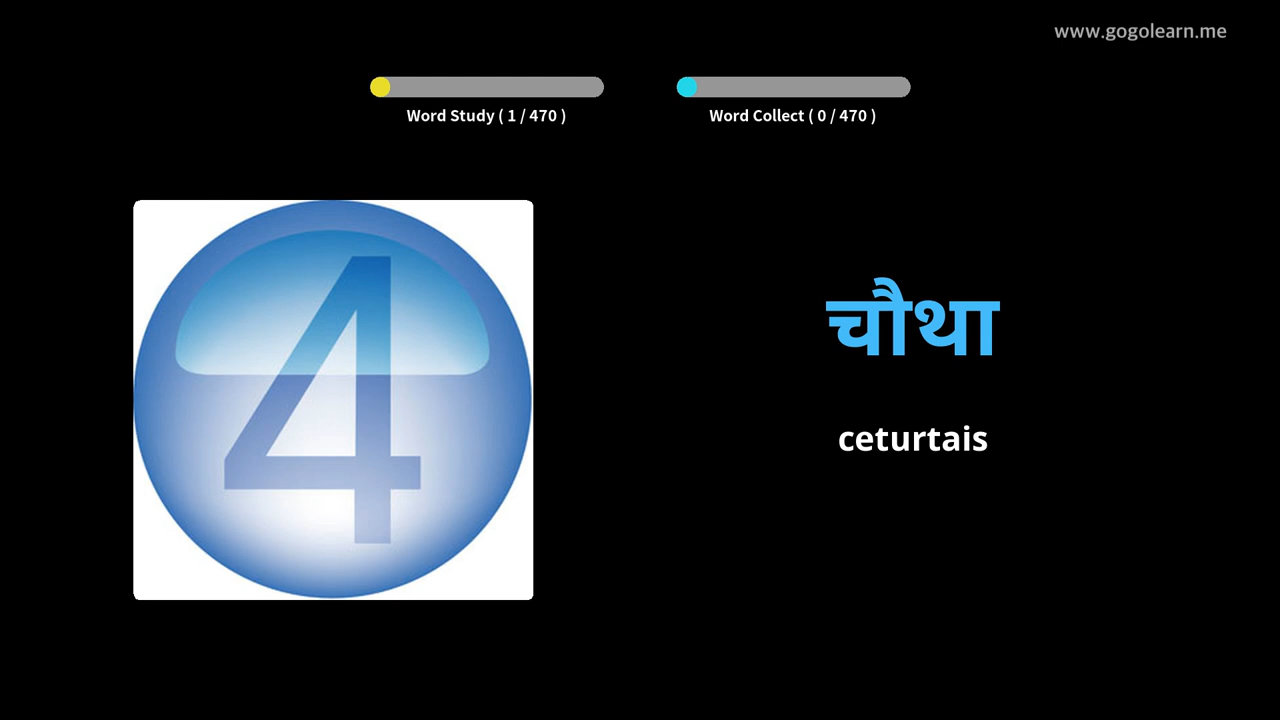 www.gogolearn.me
Word Study ( 1 / 470 )
Word Collect ( 0 / 470 )
4
चौथा
ceturtais